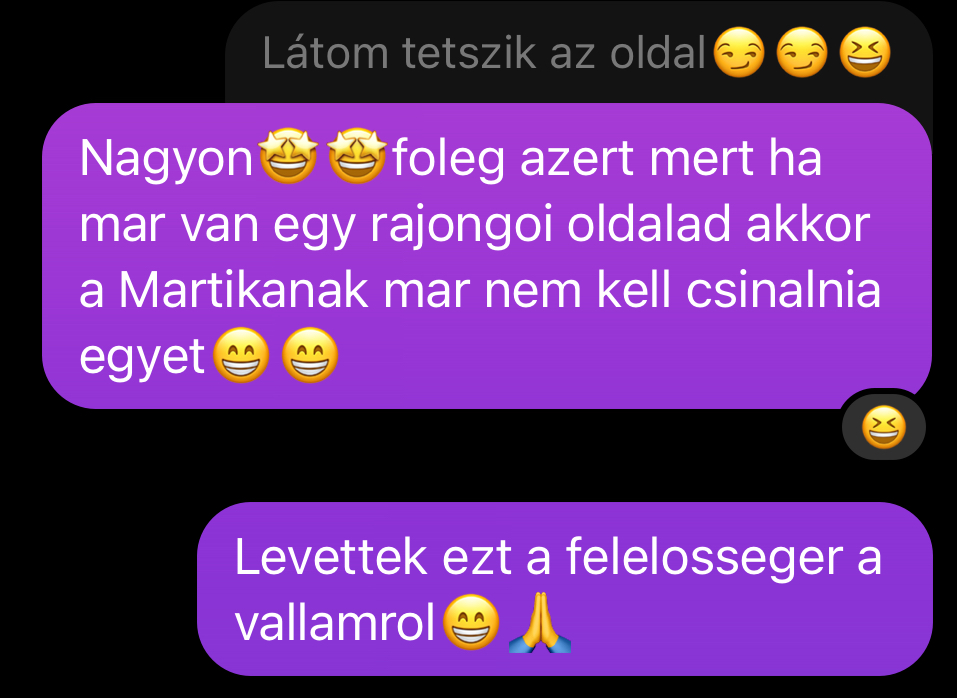 Látom tetszik az oldal😏😏😆
Nagyon🤩🤩foleg azert mert ha
mar van egy rajongoi oldalad akkor
a Martikanak mar nem kell csinalnia
egyet😁😁
😆
Levettek ezt a felelosseger a
vallamrol😁🙏